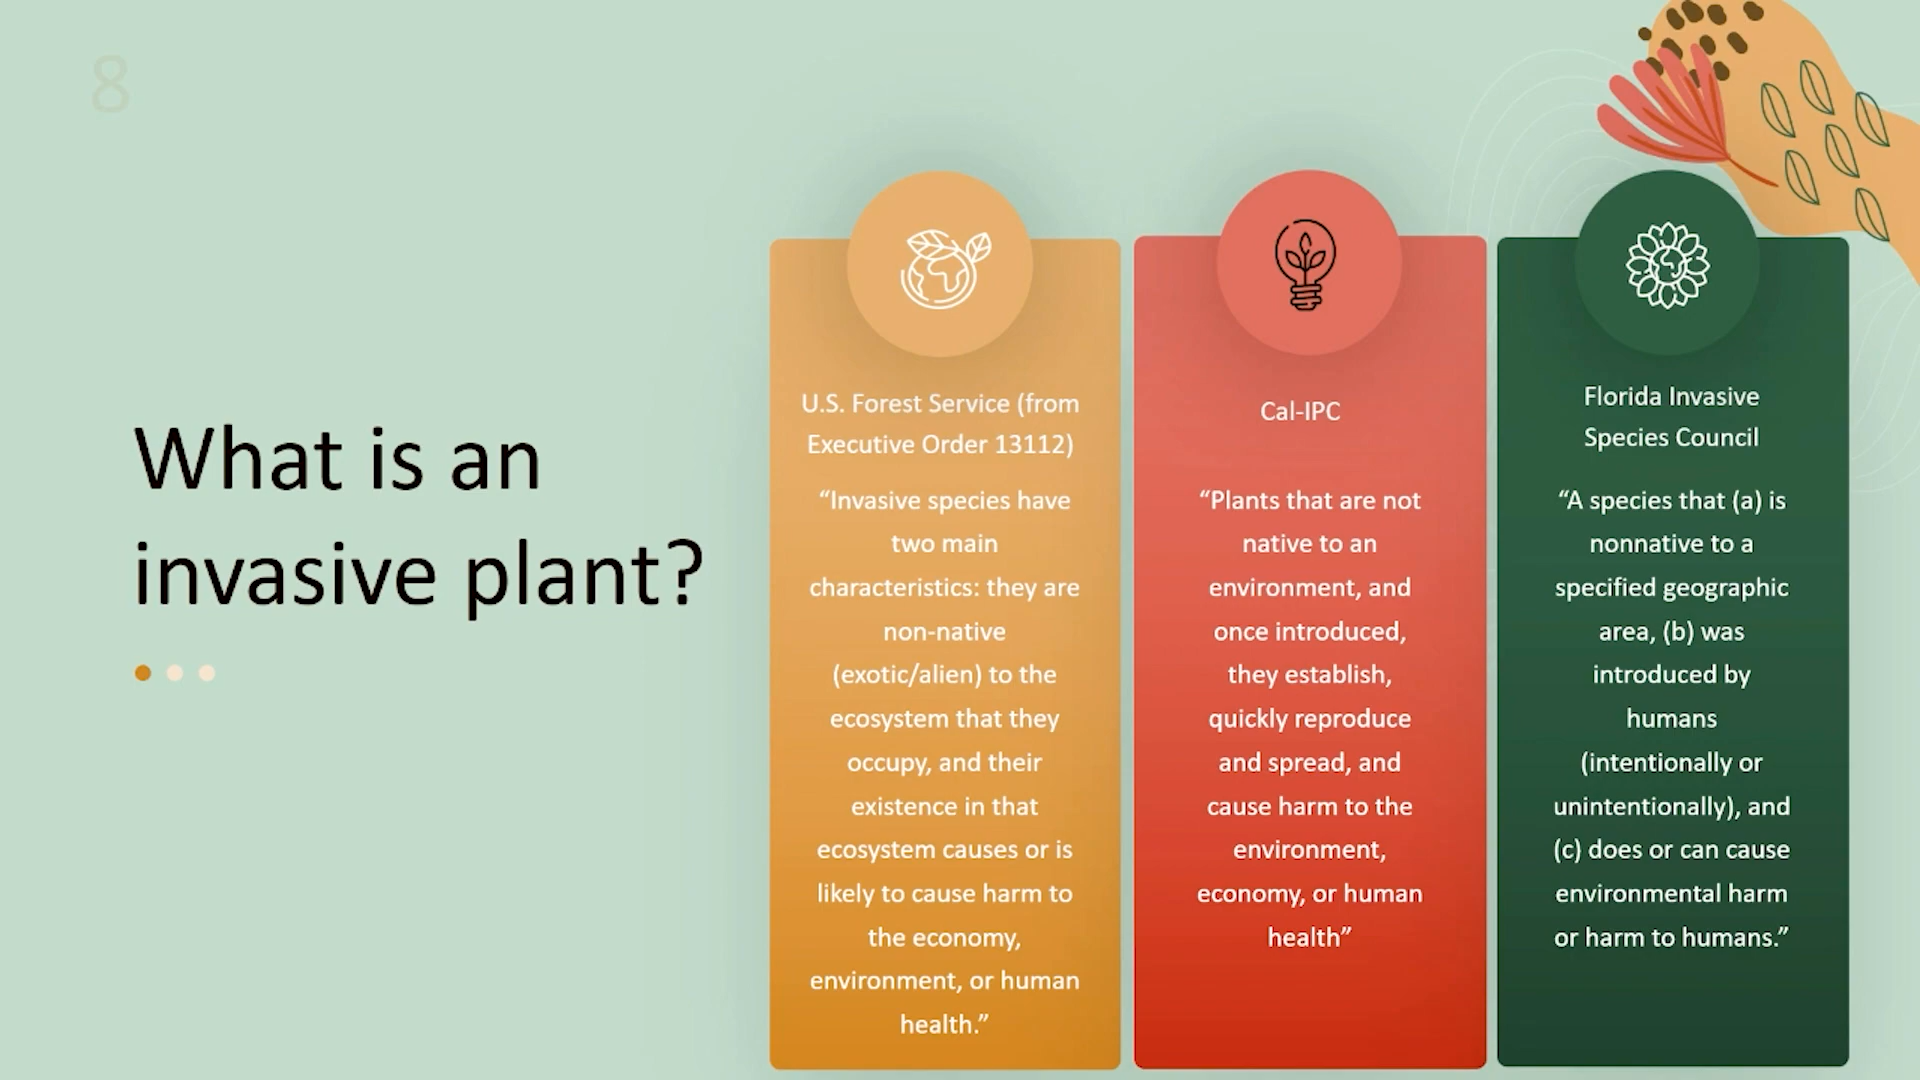 8
What is an
invasive plant?
U.S. Forest Service (from
Executive Order 13112)
“Invasive species have
two main
characteristics: they are
non-native
(exotic/alien) to the
ecosystem that they
occupy, and their
existence in that
ecosystem causes or is
likely to cause harm to
the economy,
environment, or human
health.”
Cal-IPC
“Plants that are not
native to an
environment, and
once introduced,
they establish,
quickly reproduce
and spread, and
cause harm to the
environment,
economy, or human
health”
Florida Invasive
Species Council
“A species that (a) is
nonnative to a
specified geographic
area, (b) was
introduced by
humans
(intentionally or
unintentionally), and
(c) does or can cause
environmental harm
or harm to humans.”